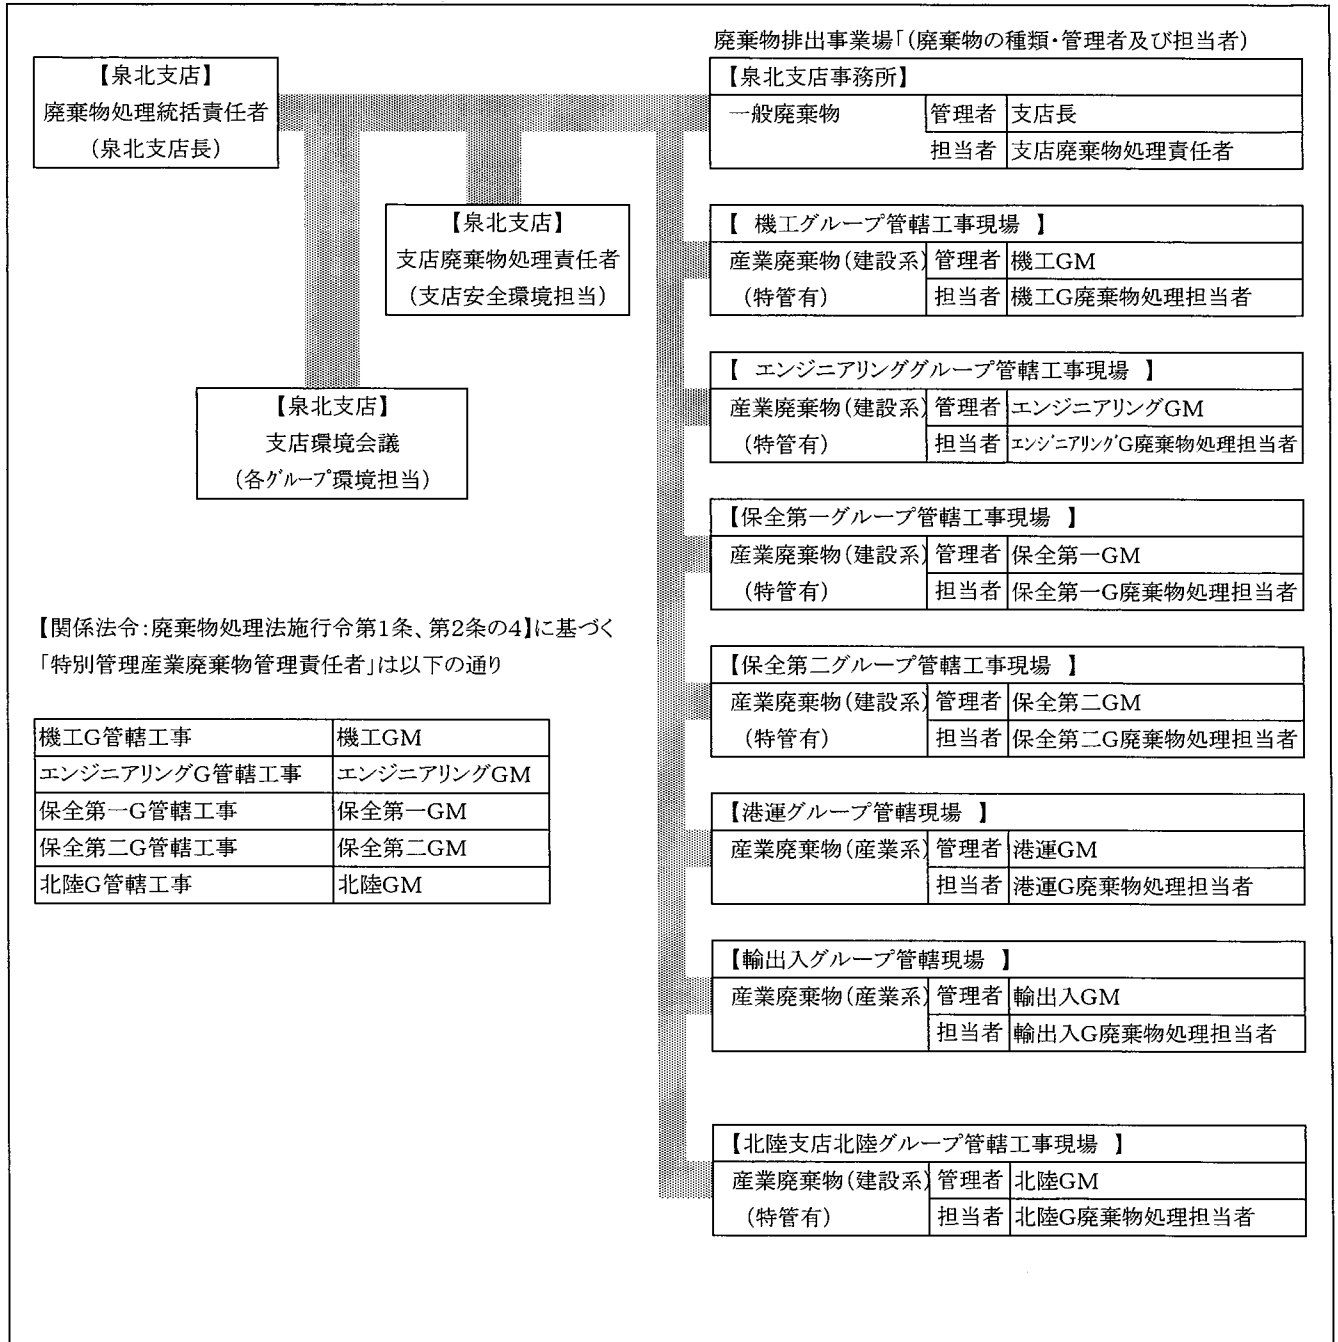 【泉北支店】
廃棄物処理統括責任者
(泉北支店長)
【泉北支店】
支店廃棄物処理責任者
(支店安全環境担当)
【泉北支店】
支店環境会議
(各ｸﾞﾙｰﾌﾟ環境担当)
【関係法令:廃棄物処理法施行令第1条、第2条の4】に基づく
「特別管理産業廃棄物管理責任者」は以下の通り
機工G管轄工事 機工GM
エンジニアリングG管轄工事 エンジニアリングGM
保全第一G管轄工事 保全第一GM
保全第二G管轄工事 保全第二GM
北陸G管轄工事 北陸GM
廃棄物排出事業場「(廃棄物の種類・管理者及び担当者)
【泉北支店事務所】
一般廃棄物 管理者 支店長
担当者 支店廃棄物処理責任者
【 機工グループ管轄工事現場 】
産業廃棄物(建設系) 管理者 機工GM
(特管有) 担当者 機工G廃棄物処理担当者
【 エンジニアリンググループ管轄工事現場 】
産業廃棄物(建設系) 管理者 エンジニアリングGM
(特管有) 担当者 ｴﾝｼﾞﾆｱﾘﾝｸﾞG廃棄物処理担当者
【保全第一グループ管轄工事現場 】
産業廃棄物(建設系) 管理者 保全第一GM
(特管有) 担当者 保全第一G廃棄物処理担当者
【保全第二グループ管轄工事現場 】
産業廃棄物(建設系) 管理者 保全第二GM
(特管有) 担当者 保全第二G廃棄物処理担当者
【港運グループ管轄現場 】
産業廃棄物(産業系) 管理者 港運GM
担当者 港運G廃棄物処理担当者
【輸出入グループ管轄現場 】
産業廃棄物(産業系) 管理者 輸出入GM
担当者 輸出入G廃棄物処理担当者
【北陸支店北陸グループ管轄工事現場 】
産業廃棄物(建設系) 管理者 北陸GM
(特管有) 担当者 北陸G廃棄物処理担当者